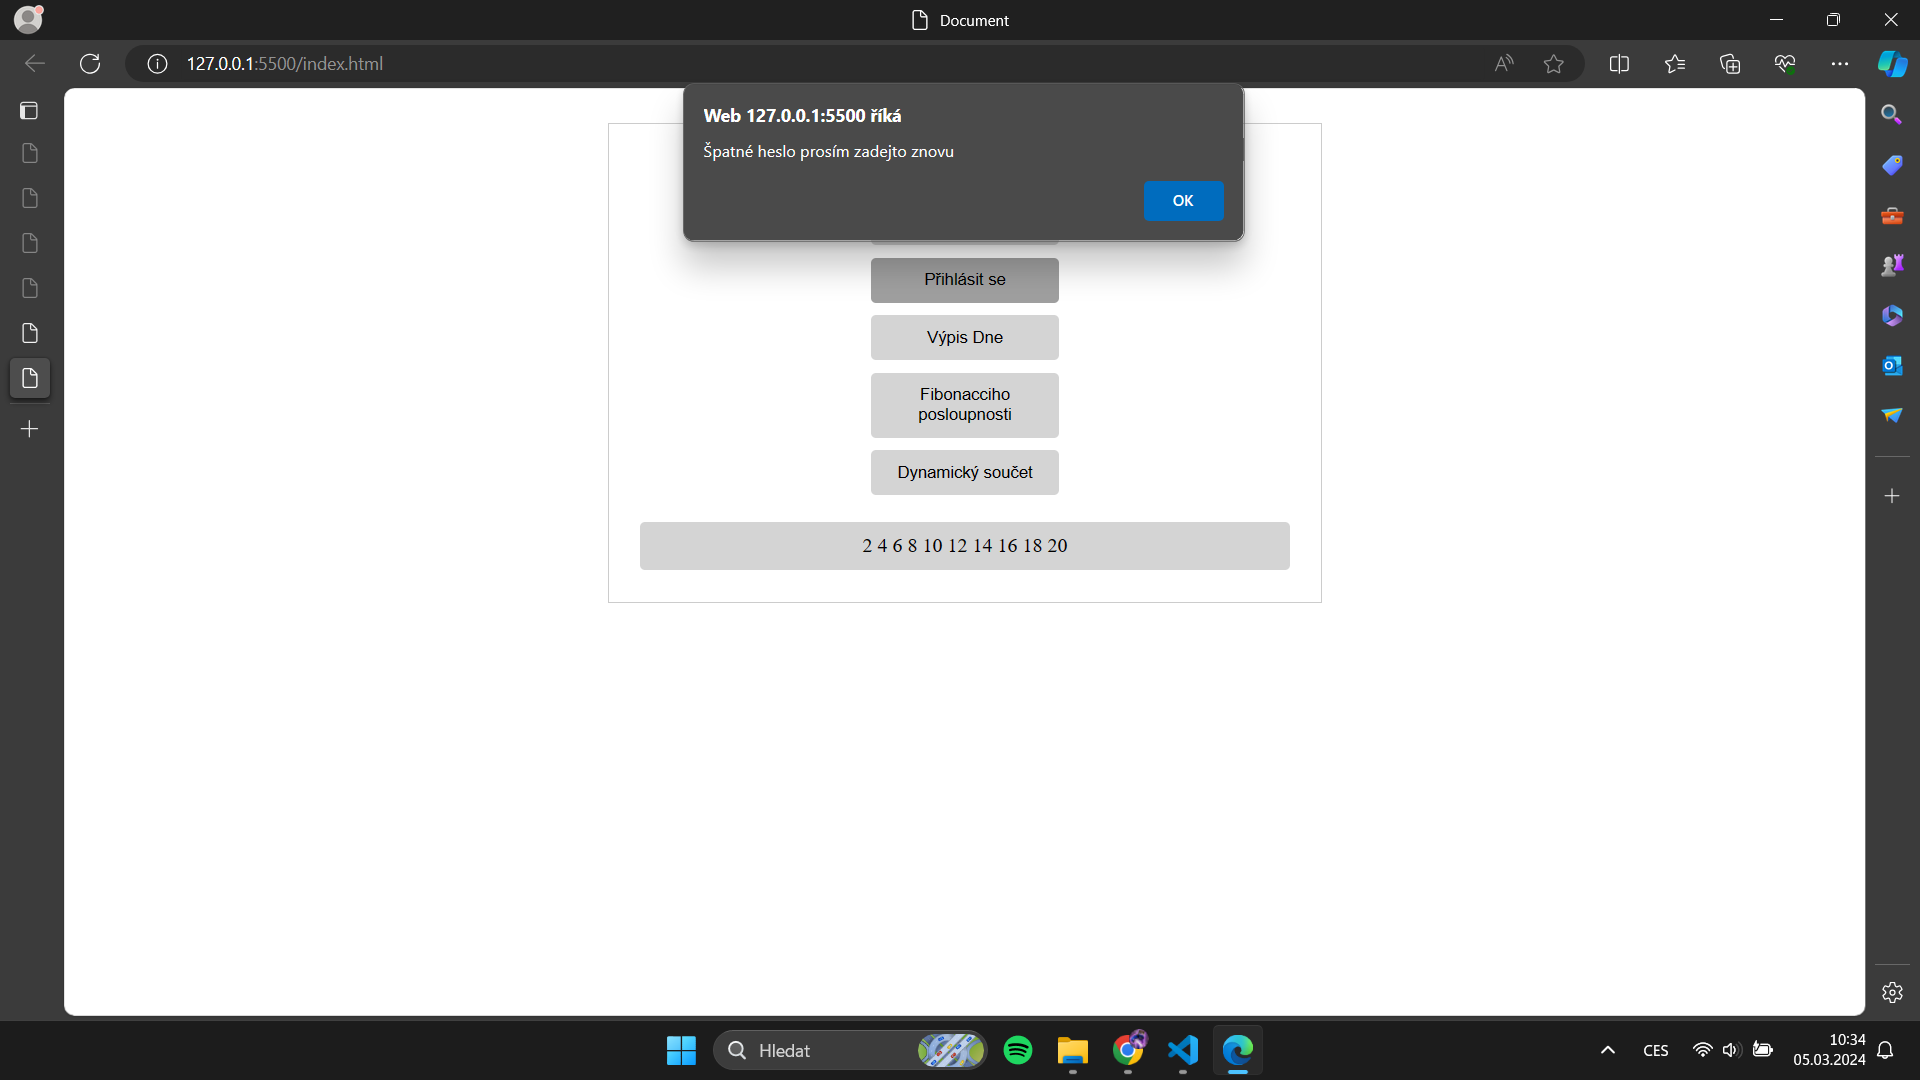 Document
127.0.0.1:5500/index.html
Web 127.0.0.1:5500 říká
Špatné heslo prosím zadejto znovu
OK
Přihlásit se
Výpis Dne
Fibonacciho
posloupnosti
Dynamický součet
2 4 6 8 10 12 14 16 18 20
Hledat
CES
10:34
05.03.2024